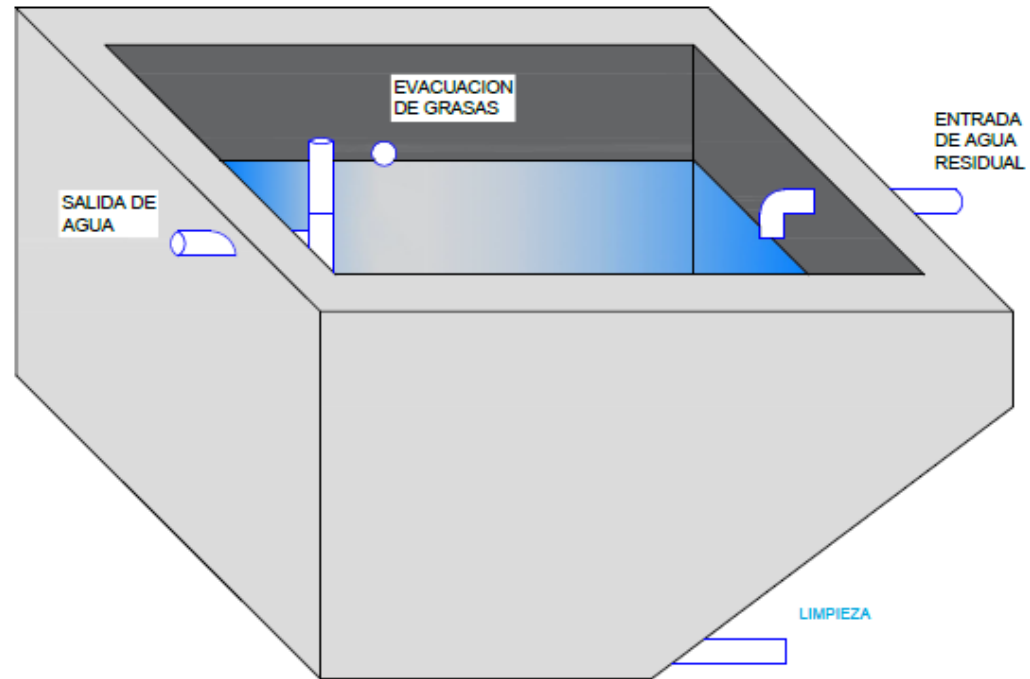 EVACUACION
DE GRASAS
ENTRADA
DE AGUA
RESIDUAL
SALIDA DE
AGUA
LIMPIEZA